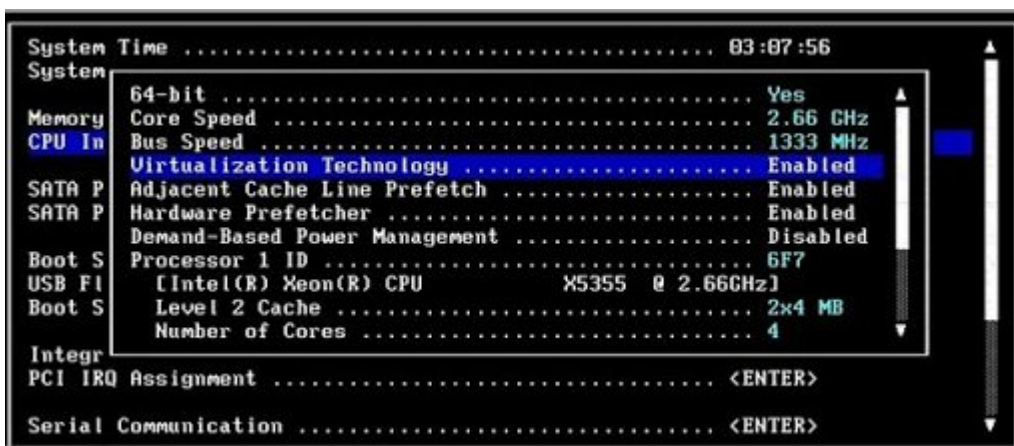 System Time ............................................ 03:07:56
System
64-bit .................................................. Yes
Memory
Core Speed .............................................. 2.66 GHz
CPU In
Bus Speed ............................................... 1333 MHz
Virtualization Technology ........................ Enabled
SATA P
Adjacent Cache Line Prefetch .................... Enabled
SATA P
Hardware Prefetcher ............................. Enabled
Demand-Based Power Management ................... Disabled
Boot S
Processor 1 ID .................................. 6F7
USB Fl
[Intel(R) Xeon(R) CPU X5355 @ 2.66GHz]
Boot S
Level 2 Cache ................................... 2x4 MB
Number of Cores ................................. 4
Integr
PCI IRQ Assignment .................................. <ENTER>
Serial Communication ................................ <ENTER>